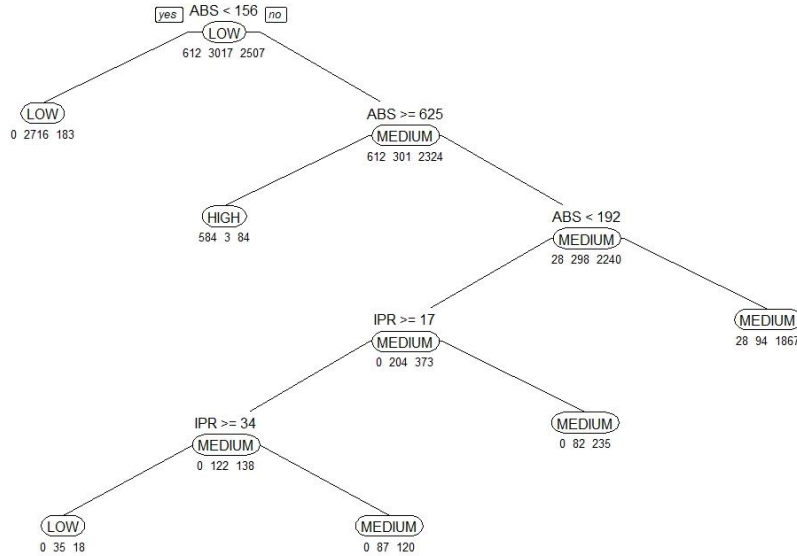 yes ABS < 156 no
LOW
612 3017 2507
LOW
0 2716 183
ABS >= 625
MEDIUM
612 301 2324
HIGH
584 3 84
ABS < 192
MEDIUM
28 298 2240
IPR >= 17
MEDIUM
0 204 373
MEDIUM
28 94 1867
IPR >= 34
MEDIUM
0 122 138
MEDIUM
0 82 235
LOW
0 35 18
MEDIUM
0 87 120